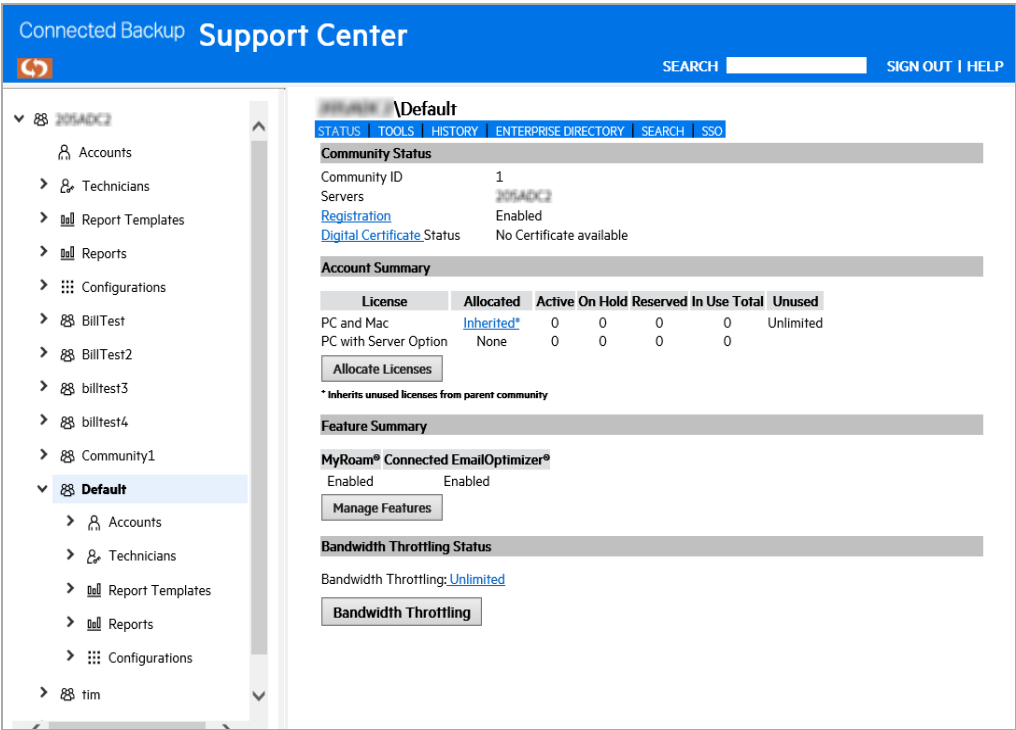 Connected Backup Support Center
SEARCH SIGN OUT | HELP
Accounts
Technicians
Report Templates
Reports
Configurations
BillTest
BillTest2
billtest3
billtest4
Community1
Default
Accounts
Technicians
Report Templates
Reports
Configurations
tim
\Default
STATUS | TOOLS | HISTORY | ENTERPRISE DIRECTORY | SEARCH | SSO
Community Status
Community ID 1
Servers
Registration Enabled
Digital Certificate Status No Certificate available
Account Summary
License Allocated Active On Hold Reserved In Use Total Unused
PC and Mac Inherited* 0 0 0 0 Unlimited
PC with Server Option None 0 0 0 0
Allocate Licenses
* Inherits unused licenses from parent community
Feature Summary
MyRoam® Connected EmailOptimizer®
Enabled Enabled
Manage Features
Bandwidth Throttling Status
Bandwidth Throttling: Unlimited
Bandwidth Throttling